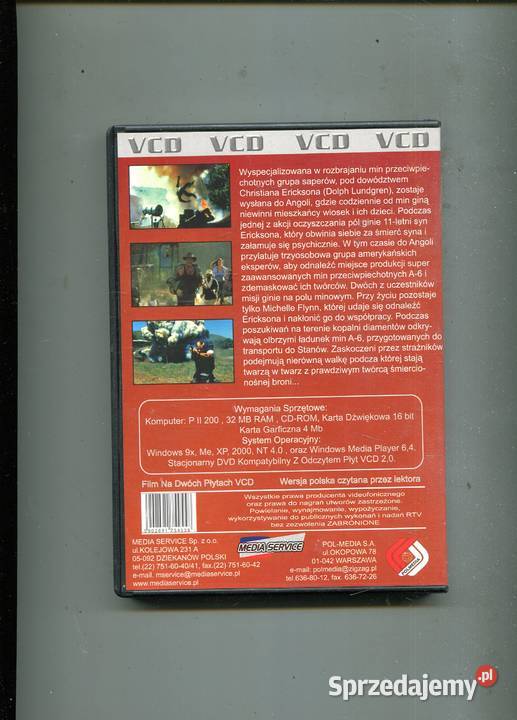 VCD VCD VCD VCD
Wyspecjalizowana w rozbrajaniu min przeciwpie-
chotnych grupa saperów, pod dowództwem
Christiana Ericksona (Dolph Lundgren), zostaje
wysłana do Angoli, gdzie codziennie od min giną
niewinni mieszkańcy wiosek i ich dzieci. Podczas
jednej z akcji oczyszczania pól ginie 11-letni syn
Ericksona, który obwinia siebie za śmierć syna i
załamuje się psychicznie. W tym czasie do Angoli
przylatuje trzyosobowa grupa amerykańskich
eksperów, aby odnaleźć miejsce produkcji super
zaawansowanych min przeciwpiechotnych A-6 i
zdemaskować ich twórców. Dwóch z uczestników
misji ginie na polu minowym. Przy życiu pozostaje
tylko Michelle Flynn, której udaje się odnaleźć
Ericksona i nakłonić go do współpracy. Podczas
poszukiwań na terenie kopalni diamentów odkry-
wają olbrzymi ładunek min A-6, przygotowanych do
transportu do Stanów. Zaskoczeni przez strażników
podejmują nierówną walkę podcza której stają
twarzą w twarz z prawdziwym twórcą śmiercio-
nośnej broni...
Wymagania Sprzętowe:
Komputer: P II 200 , 32 MB RAM , CD-ROM, Karta Dźwiękowa 16 bit
Karta Garficzna 4 Mb
System Operacyjny:
Windows 9x, Me, XP, 2000, NT 4.0 , oraz Windows Media Player 6,4.
Stacjonarny DVD Kompatybilny Z Odczytem Płyt VCD 2,0.
Film Na Dwóch Płytach VCD Wersja polska czytana przez lektora
Wszystkie prawa producenta videofonicznego
oraz prawa do nagrań utworów zastrzeżone.
Powielanie, wynajmowanie, wypożyczanie,
wykorzystywanie do publicznych wykonań i nadań RTV
bez zezwolenia ZABRONIONE
MEDIA SERVICE Sp. z o.o.
ul.KOLEJOWA 231 A
05-092 DZIEKANÓW POLSKI
tel.(22) 751-60-40/41, fax.(22) 751-60-42
e-mail. mservice@mediaservice.pl
www.mediaservice.pl
MEDIA SERVICE
POL-MEDIA S.A.
ul.OKOPOWA 78
01-042 WARSZAWA
e-mail: polmedia@zigzag.pl
tel.636-80-12, fax. 636-72-26
POLMEDIA
Sprzedajemy.pl